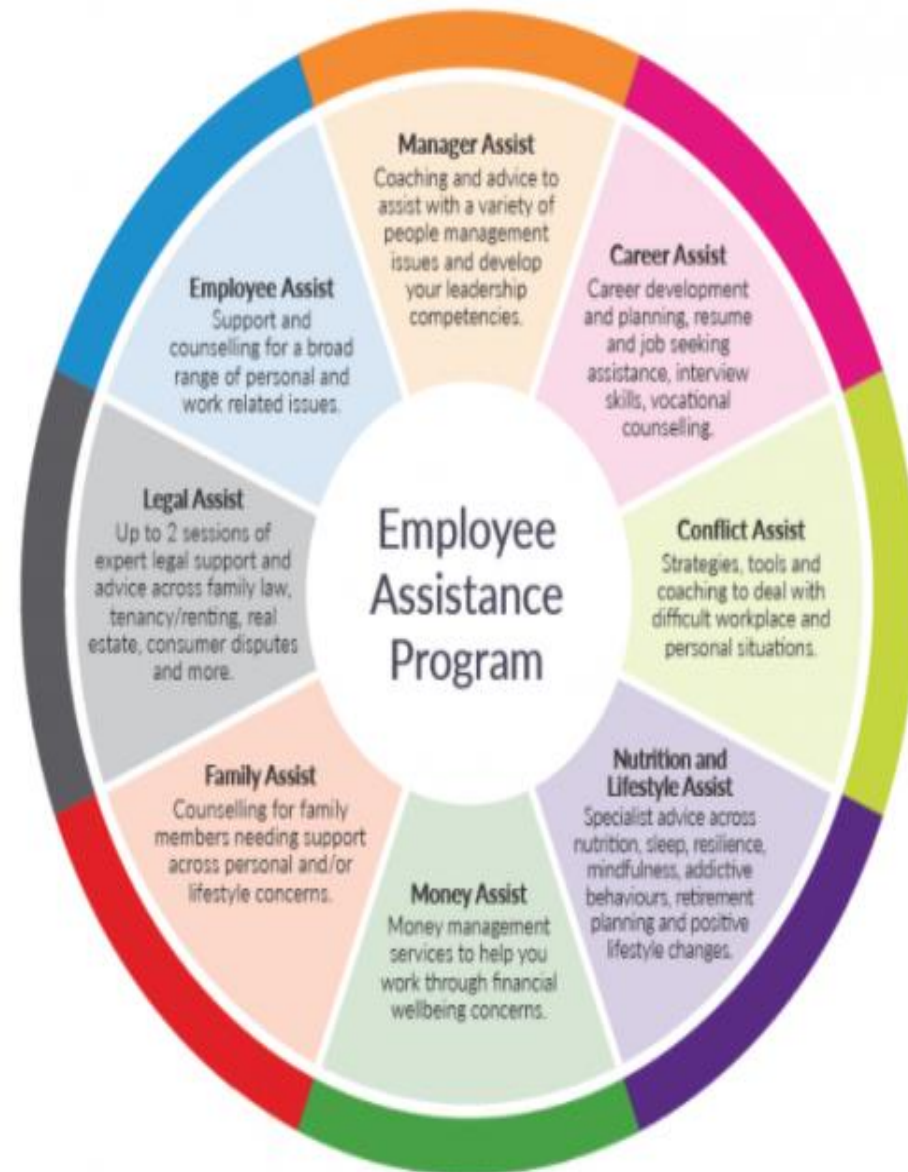 Manager Assist
Coaching and advice to
assist with a variety of
people management
issues and develop
your leadership
competencies.
Career Assist
Career development
and planning, resume
and job seeking
assistance, interview
skills, vocational
counselling.
Conflict Assist
Strategies, tools and
coaching to deal with
difficult workplace and
personal situations.
Nutrition and
Lifestyle Assist
Specialist advice across
nutrition, sleep, resilience,
mindfulness, addictive
behaviours, retirement
planning and positive
lifestyle changes.
Money Assist
Money management
services to help you
work through financial
wellbeing concerns.
Family Assist
Counselling for family
members needing support
across personal and/or
lifestyle concerns.
Legal Assist
Up to 2 sessions of
expert legal support and
advice across family law,
tenancy/renting, real
estate, consumer disputes
and more.
Employee Assist
Support and
counselling for a broad
range of personal and
work related issues.
Employee
Assistance
Program